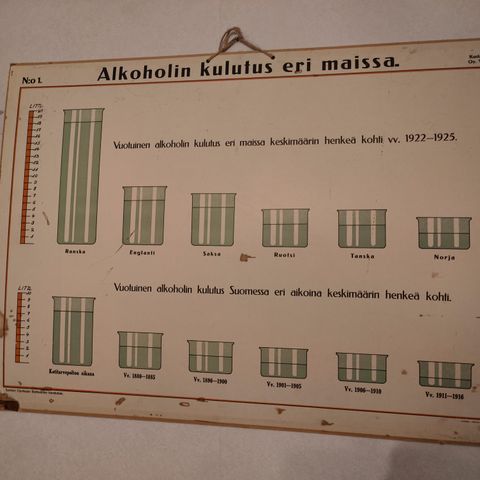 N:o 1.
Alkoholin kulutus eri maissa.
LITR.
Vuotuinen alkoholin kulutus eri maissa keskimäärin henkeä kohti vv. 1922—1925.
Ranska
Englanti
Saksa
Ruotsi
Tanska
Norja
LITR.
Vuotuinen alkoholin kulutus Suomessa eri aikoina keskimäärin henkeä kohti.
Kotitarvepolton aikana
Vv. 1880—1885
Vv. 1896—1900
Vv. 1901—1905
Vv. 1906—1910
Vv. 1911—1916